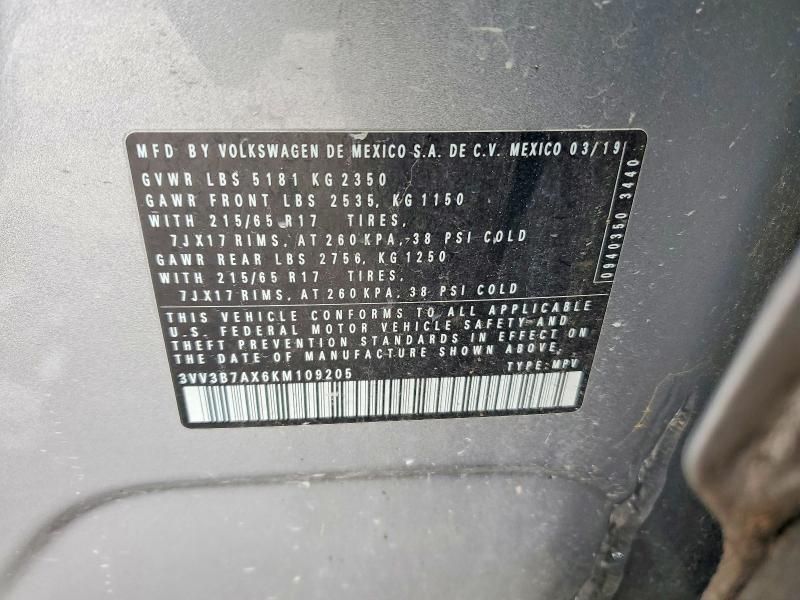 MFD BY VOLKSWAGEN DE MEXICO S.A. DE C.V. MEXICO 03/19
GVWR LBS 5181 KG 2350
GAWR FRONT LBS 2535, KG 1150
WITH 215/65 R17 TIRES,
7JX17 RIMS, AT 260 KPA, 38 PSI COLD
GAWR REAR LBS 2756, KG 1250
WITH 215/65 R17 TIRES,
7JX17 RIMS, AT 260 KPA, 38 PSI COLD
THIS VEHICLE CONFORMS TO ALL APPLICABLE
U.S. FEDERAL MOTOR VEHICLE SAFETY AND
THEFT PREVENTION STANDARDS IN EFFECT ON
THE DATE OF MANUFACTURE SHOWN ABOVE.
3VV3B7AX6KM109205 TYPE: MPV
0940350 3440